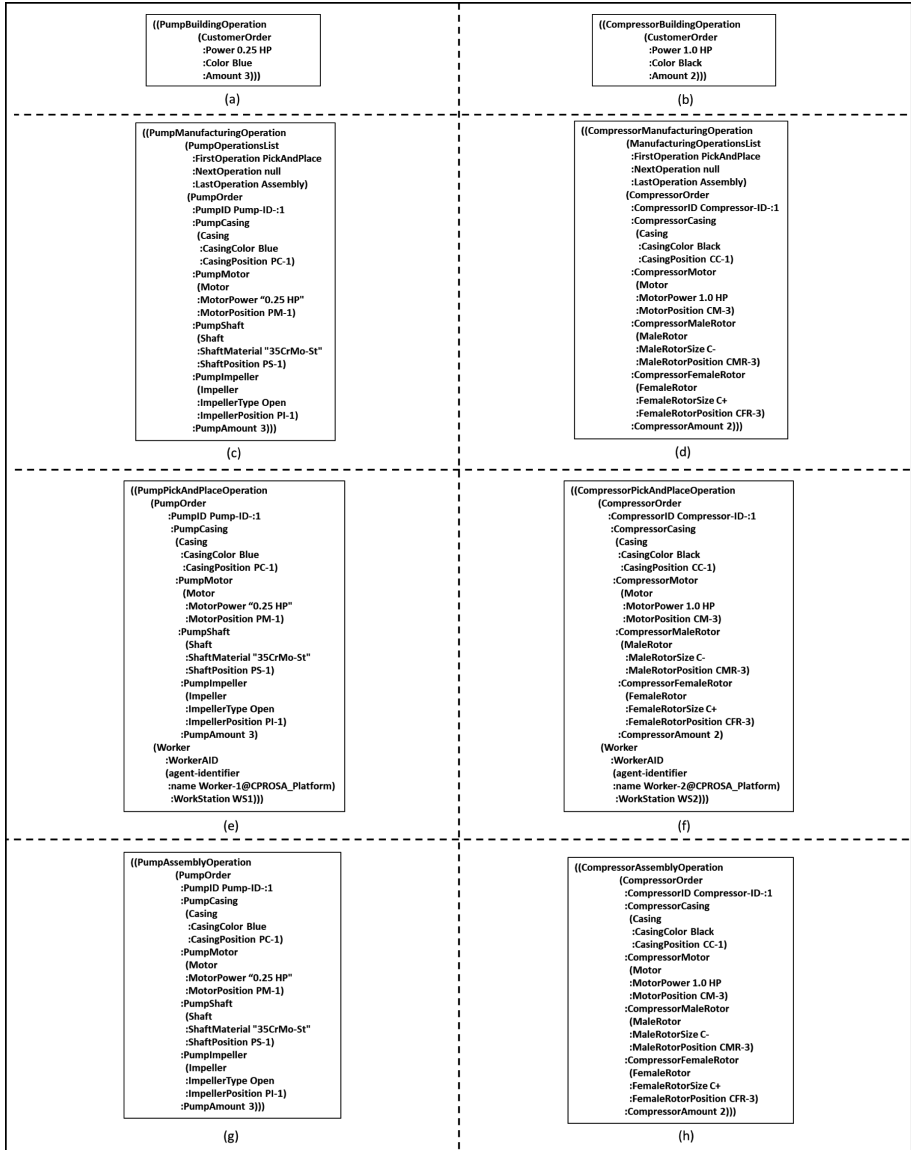 ((PumpBuildingOperation
(CustomerOrder
:Power 0.25 HP
:Color Blue
:Amount 3)))
(a)
((CompressorBuildingOperation
(CustomerOrder
:Power 1.0 HP
:Color Black
:Amount 2)))
(b)
((PumpManufacturingOperation
(PumpOperationsList
:FirstOperation PickAndPlace
:NextOperation null
:LastOperation Assembly)
(PumpOrder
:PumpID Pump-ID-:1
:PumpCasing
(Casing
:CasingColor Blue
:CasingPosition PC-1)
:PumpMotor
(Motor
:MotorPower “0.25 HP"
:MotorPosition PM-1)
:PumpShaft
(Shaft
:ShaftMaterial "35CrMo-St"
:ShaftPosition PS-1)
:PumpImpeller
(Impeller
:ImpellerType Open
:ImpellerPosition PI-1)
:PumpAmount 3)))
(c)
((CompressorManufacturingOperation
(ManufacturingOperationsList
:FirstOperation PickAndPlace
:NextOperation null
:LastOperation Assembly)
(CompressorOrder
:CompressorID Compressor-ID-:1
:CompressorCasing
(Casing
:CasingColor Black
:CasingPosition CC-1)
:CompressorMotor
(Motor
:MotorPower 1.0 HP
:MotorPosition CM-3)
:CompressorMaleRotor
(MaleRotor
:MaleRotorSize C-
:MaleRotorPosition CMR-3)
:CompressorFemaleRotor
(FemaleRotor
:FemaleRotorSize C+
:FemaleRotorPosition CFR-3)
:CompressorAmount 2)))
(d)
((PumpPickAndPlaceOperation
(PumpOrder
:PumpID Pump-ID-:1
:PumpCasing
(Casing
:CasingColor Blue
:CasingPosition PC-1)
:PumpMotor
(Motor
:MotorPower “0.25 HP"
:MotorPosition PM-1)
:PumpShaft
(Shaft
:ShaftMaterial "35CrMo-St"
:ShaftPosition PS-1)
:PumpImpeller
(Impeller
:ImpellerType Open
:ImpellerPosition PI-1)
:PumpAmount 3)
(Worker
:WorkerAID
(agent-identifier
:name Worker-1@CPROSA_Platform)
:WorkStation WS1)))
(e)
((CompressorPickAndPlaceOperation
(CompressorOrder
:CompressorID Compressor-ID-:1
:CompressorCasing
(Casing
:CasingColor Black
:CasingPosition CC-1)
:CompressorMotor
(Motor
:MotorPower 1.0 HP
:MotorPosition CM-3)
:CompressorMaleRotor
(MaleRotor
:MaleRotorSize C-
:MaleRotorPosition CMR-3)
:CompressorFemaleRotor
(FemaleRotor
:FemaleRotorSize C+
:FemaleRotorPosition CFR-3)
:CompressorAmount 2)
(Worker
:WorkerAID
(agent-identifier
:name Worker-2@CPROSA_Platform)
:WorkStation WS2)))
(f)
((PumpAssemblyOperation
(PumpOrder
:PumpID Pump-ID-:1
:PumpCasing
(Casing
:CasingColor Blue
:CasingPosition PC-1)
:PumpMotor
(Motor
:MotorPower “0.25 HP"
:MotorPosition PM-1)
:PumpShaft
(Shaft
:ShaftMaterial "35CrMo-St"
:ShaftPosition PS-1)
:PumpImpeller
(Impeller
:ImpellerType Open
:ImpellerPosition PI-1)
:PumpAmount 3)))
(g)
((CompressorAssemblyOperation
(CompressorOrder
:CompressorID Compressor-ID-:1
:CompressorCasing
(Casing
:CasingColor Black
:CasingPosition CC-1)
:CompressorMotor
(Motor
:MotorPower 1.0 HP
:MotorPosition CM-3)
:CompressorMaleRotor
(MaleRotor
:MaleRotorSize C-
:MaleRotorPosition CMR-3)
:CompressorFemaleRotor
(FemaleRotor
:FemaleRotorSize C+
:FemaleRotorPosition CFR-3)
:CompressorAmount 2)))
(h)